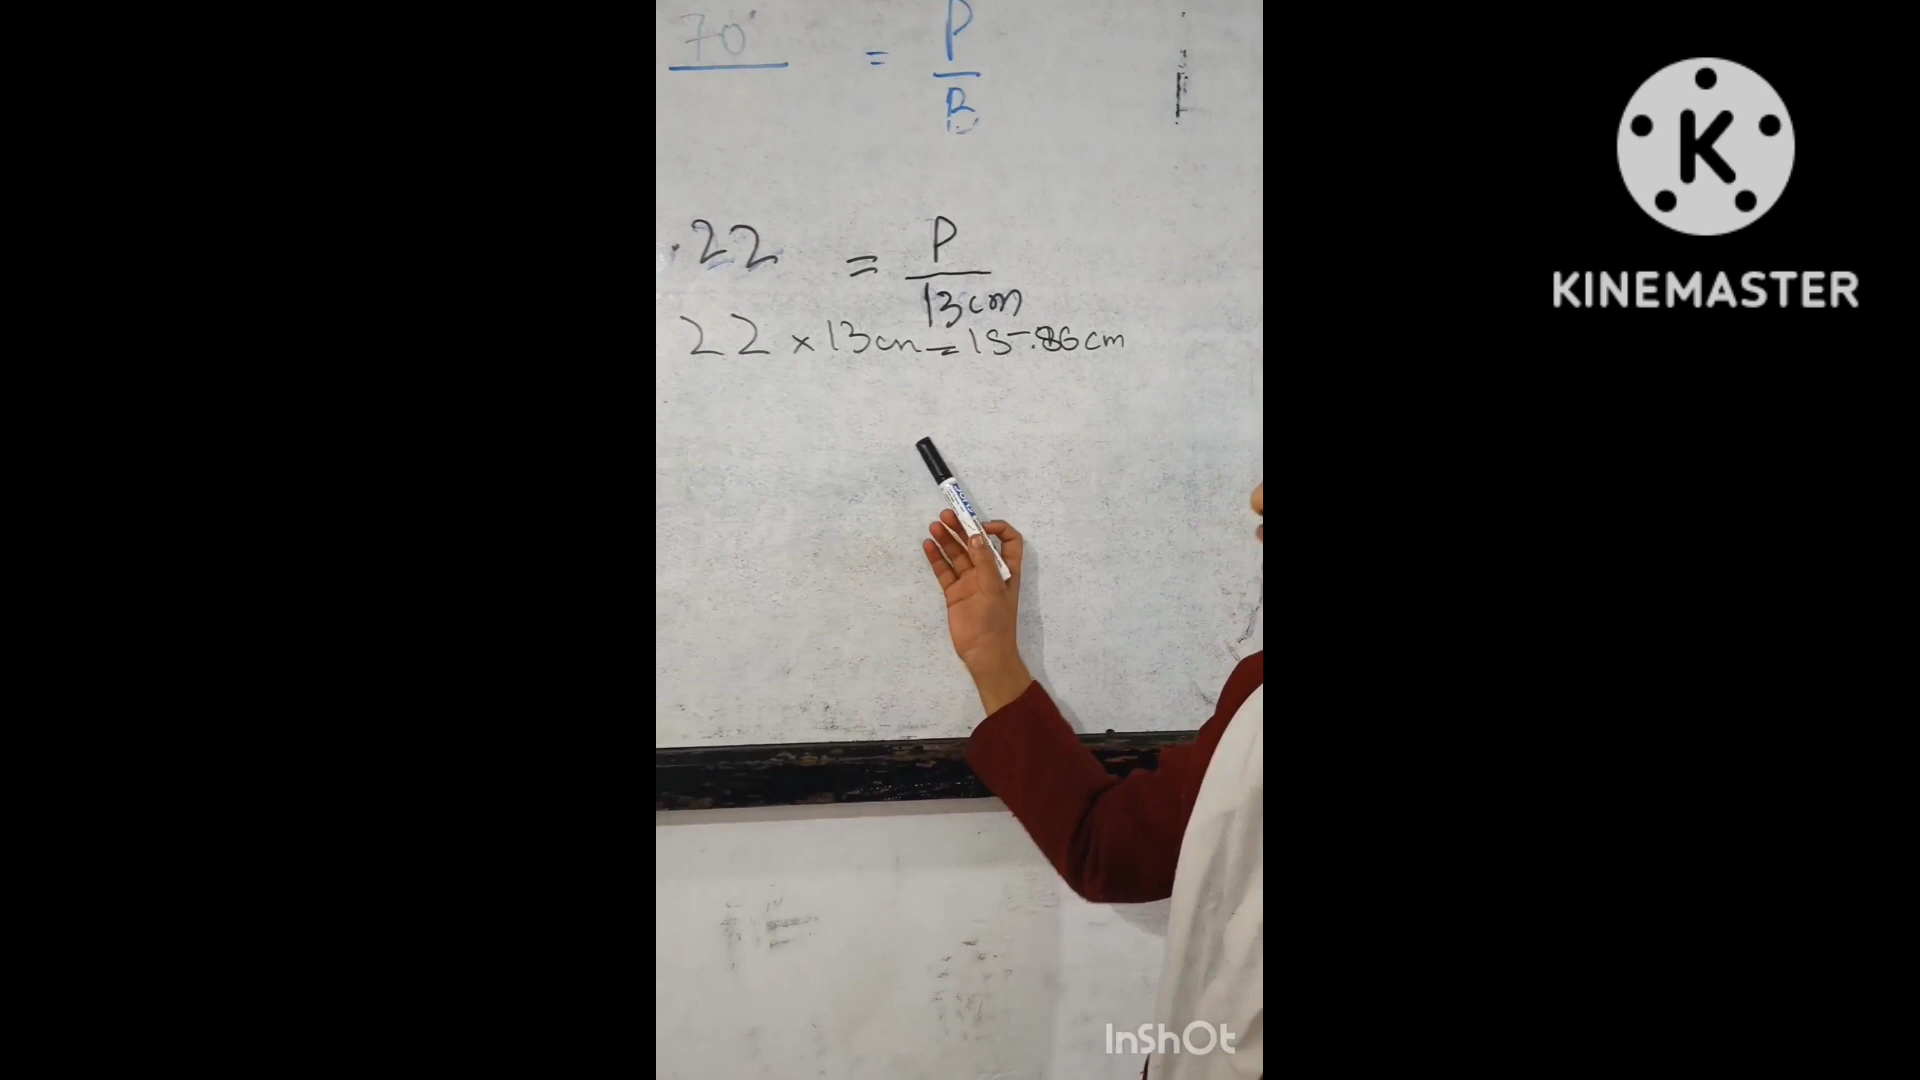 70° = P
B
.22 = P
13cm
22 × 13cm = 15.86cm
KINEMASTER
InShOt